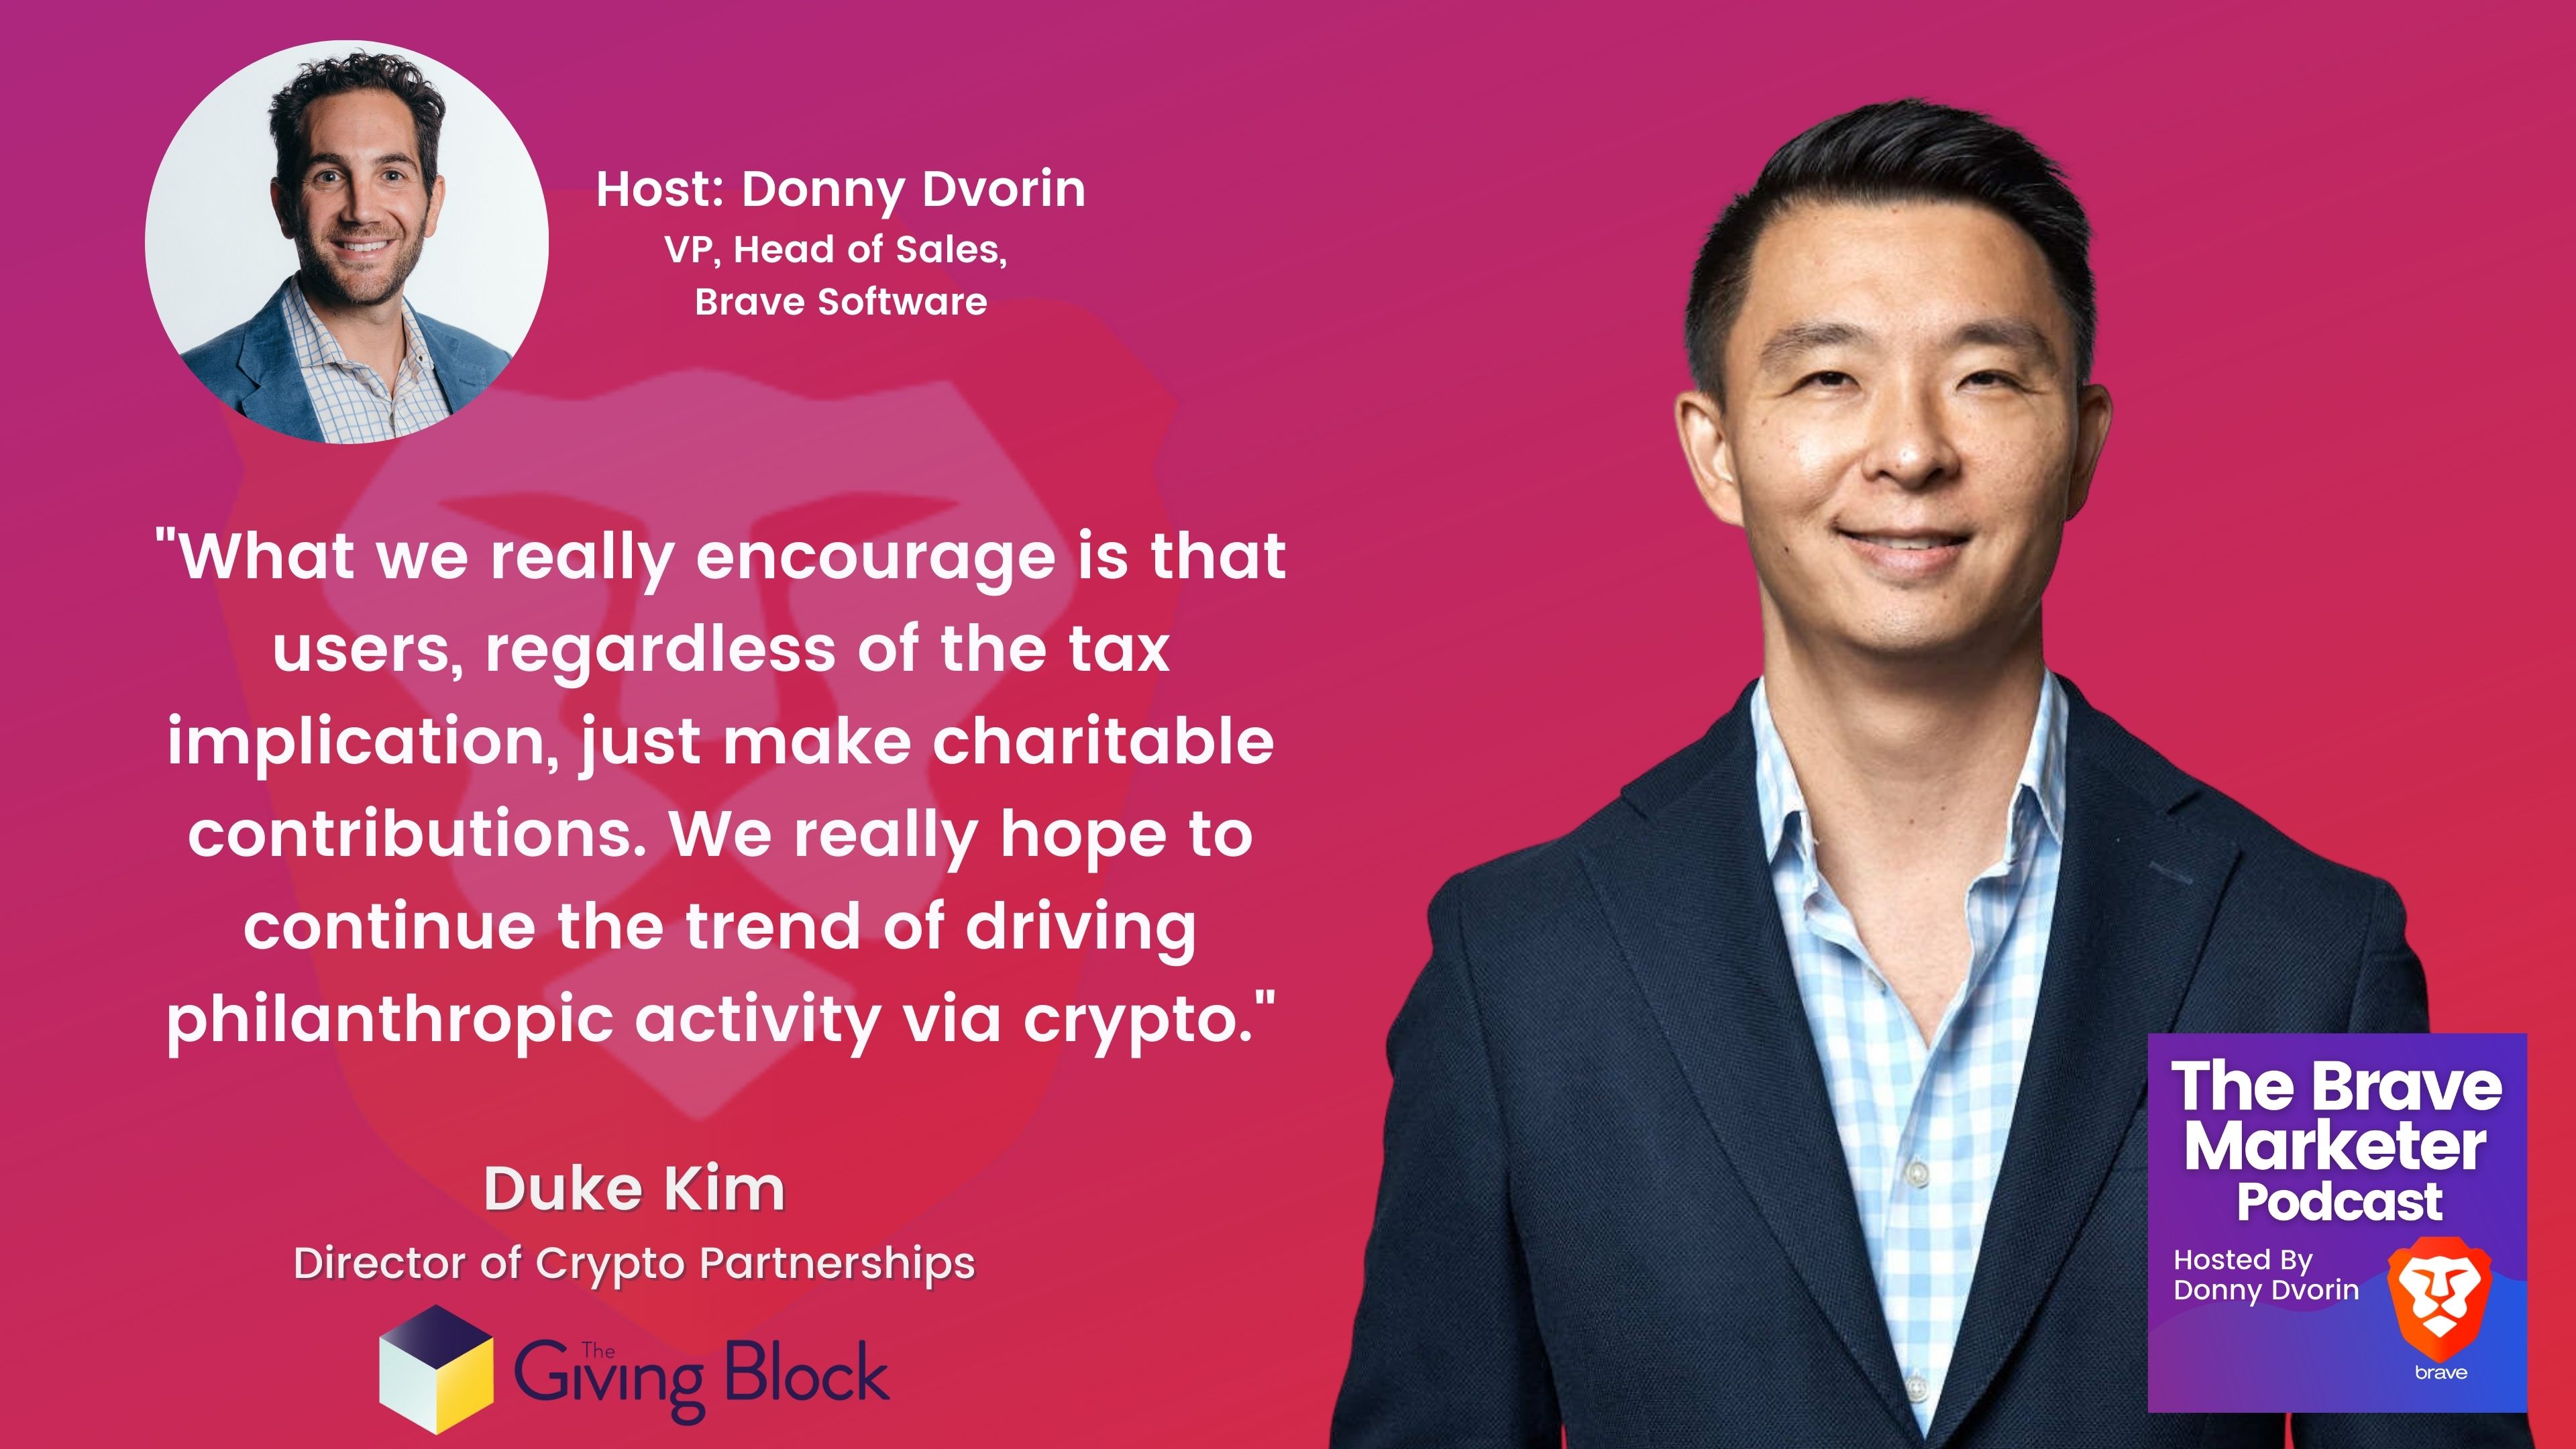 Host: Donny Dvorin
VP, Head of Sales,
Brave Software
"What we really encourage is that
users, regardless of the tax
implication, just make charitable
contributions. We really hope to
continue the trend of driving
philanthropic activity via crypto."
Duke Kim
Director of Crypto Partnerships
The
Giving Block
The Brave
Marketer
Podcast
Hosted By
Donny Dvorin
brave